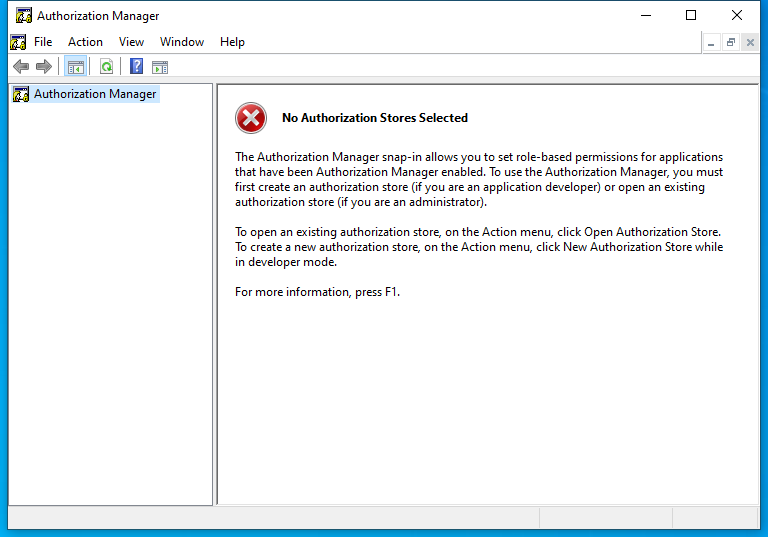 Authorization Manager
File Action View Window Help
Authorization Manager
No Authorization Stores Selected
The Authorization Manager snap-in allows you to set role-based permissions for applications
that have been Authorization Manager enabled. To use the Authorization Manager, you must
first create an authorization store (if you are an application developer) or open an existing
authorization store (if you are an administrator).
To open an existing authorization store, on the Action menu, click Open Authorization Store.
To create a new authorization store, on the Action menu, click New Authorization Store while
in developer mode.
For more information, press F1.